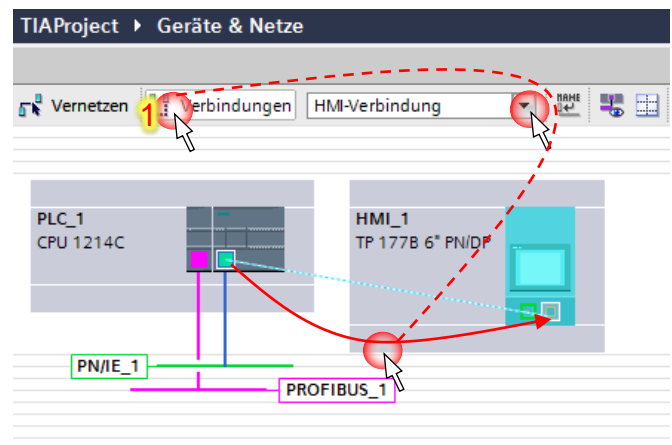 TIAProject ▸ Geräte & Netze
Vernetzen 1 Verbindungen HMI-Verbindung NAME
PLC_1
CPU 1214C
HMI_1
TP 177B 6" PN/DP
PN/IE_1
PROFIBUS_1